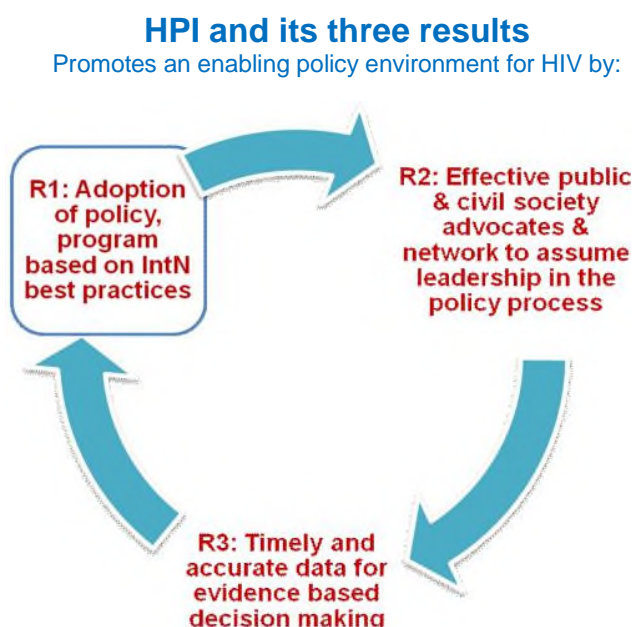 HPI and its three results
Promotes an enabling policy environment for HIV by:
R1: Adoption
of policy,
program
based on IntN
best practices
R2: Effective public
& civil society
advocates &
network to assume
leadership in the
policy process
R3: Timely and
accurate data for
evidence based
decision making